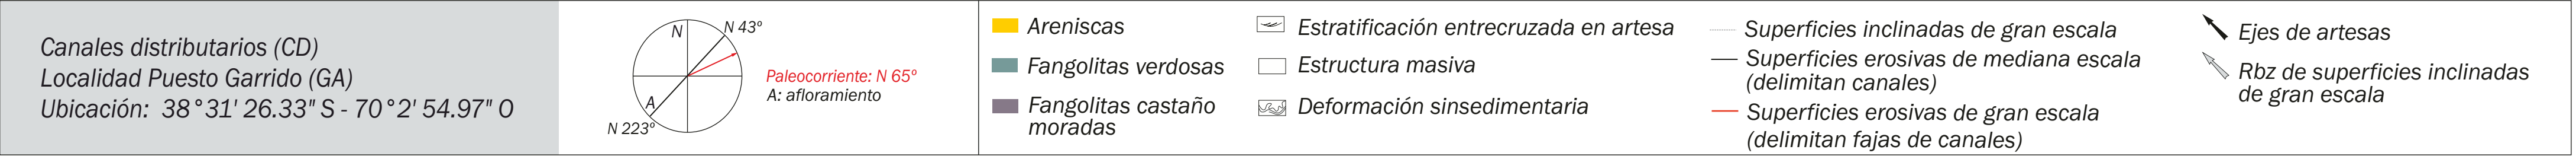 Canales distributarios (CD)
Localidad Puesto Garrido (GA)
Ubicación: 38°31' 26.33" S - 70°2' 54.97" O
N
N 43º
A
N 223º
Paleocorriente: N 65º
A: afloramiento
Areniscas
Fangolitas verdosas
Fangolitas castaño
moradas
Estratificación entrecruzada en artesa
Estructura masiva
Deformación sinsedimentaria
Superficies inclinadas de gran escala
Superficies erosivas de mediana escala
(delimitan canales)
Superficies erosivas de gran escala
(delimitan fajas de canales)
Ejes de artesas
Rbz de superficies inclinadas
de gran escala